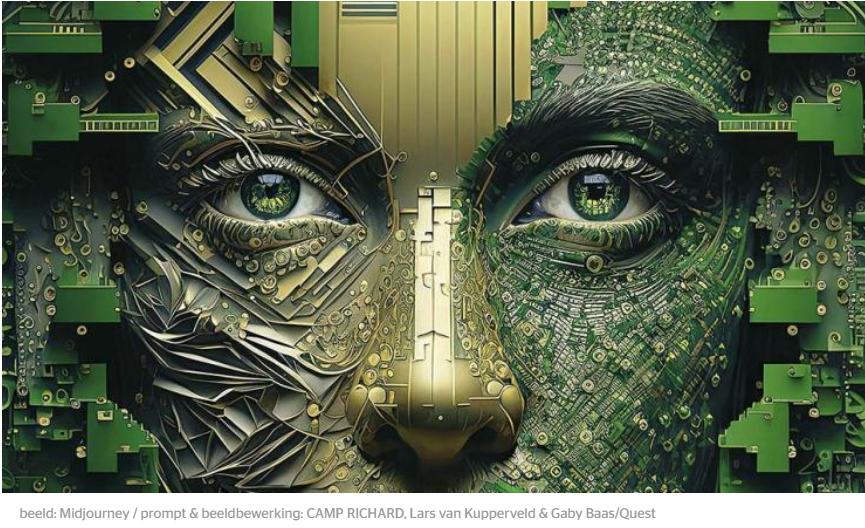 beeld: Midjourney / prompt & beeldbewerking: CAMP RICHARD, Lars van Kupperveld & Gaby Baas/Quest